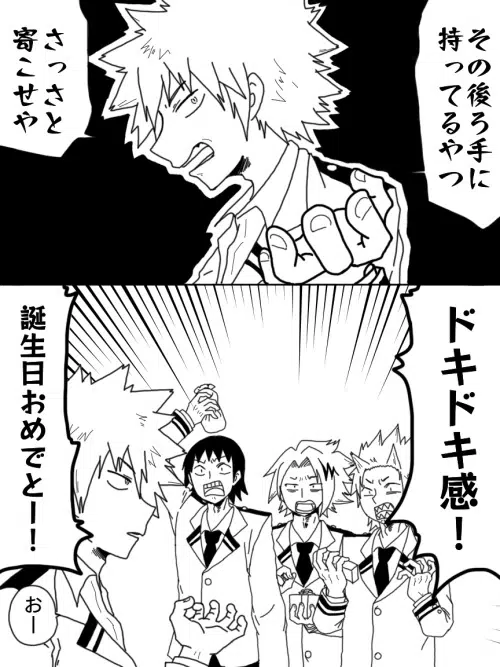 その後ろ手に
持ってるやつ
さっさと
寄こせや
ドキドキ感！
誕生日おめでとー！
おー